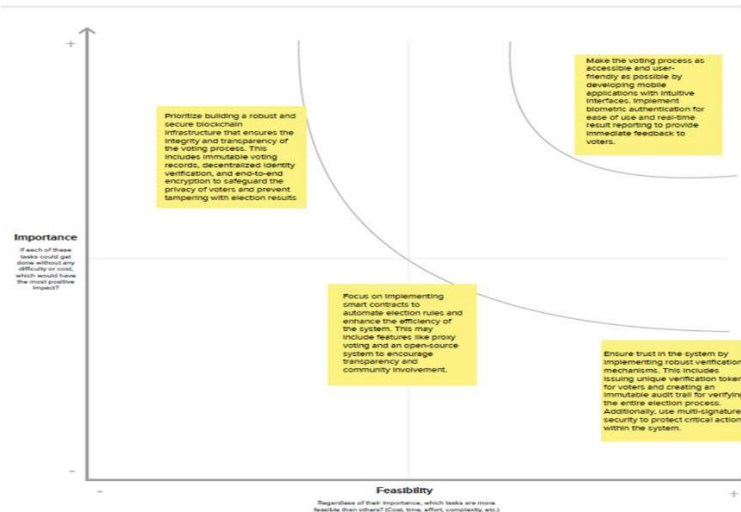 +
Make the voting process as
accessible and user-
friendly as possible by
developing mobile
applications with intuitive
interfaces. Implement
biometric authentication for
ease of use and real-time
result reporting to provide
immediate feedback to
voters.
Prioritize building a robust and
secure blockchain
infrastructure that ensures the
integrity and transparency of
the voting process. This
includes immutable voting
records, decentralized identity
verification, and end-to-end
encryption to safeguard the
privacy of voters and prevent
tampering with election results
Importance
If each of these
tasks could get
done without any
difficulty or cost,
which would have
the most positive
impact?
Focus on implementing
smart contracts to
automate election rules and
enhance the efficiency of
the system. This may
include features like proxy
voting and an open-source
system to encourage
transparency and
community involvement.
Ensure trust in the system by
implementing robust verification
mechanisms. This includes
issuing unique verification token
for voters and creating an
immutable audit trail for verifying
the entire election process.
Additionally, use multi-signature
security to protect critical action
within the system.
-
-
Feasibility
+
Regardless of their importance, which tasks are more
feasible than others? (Cost, time, effort, complexity, etc.)